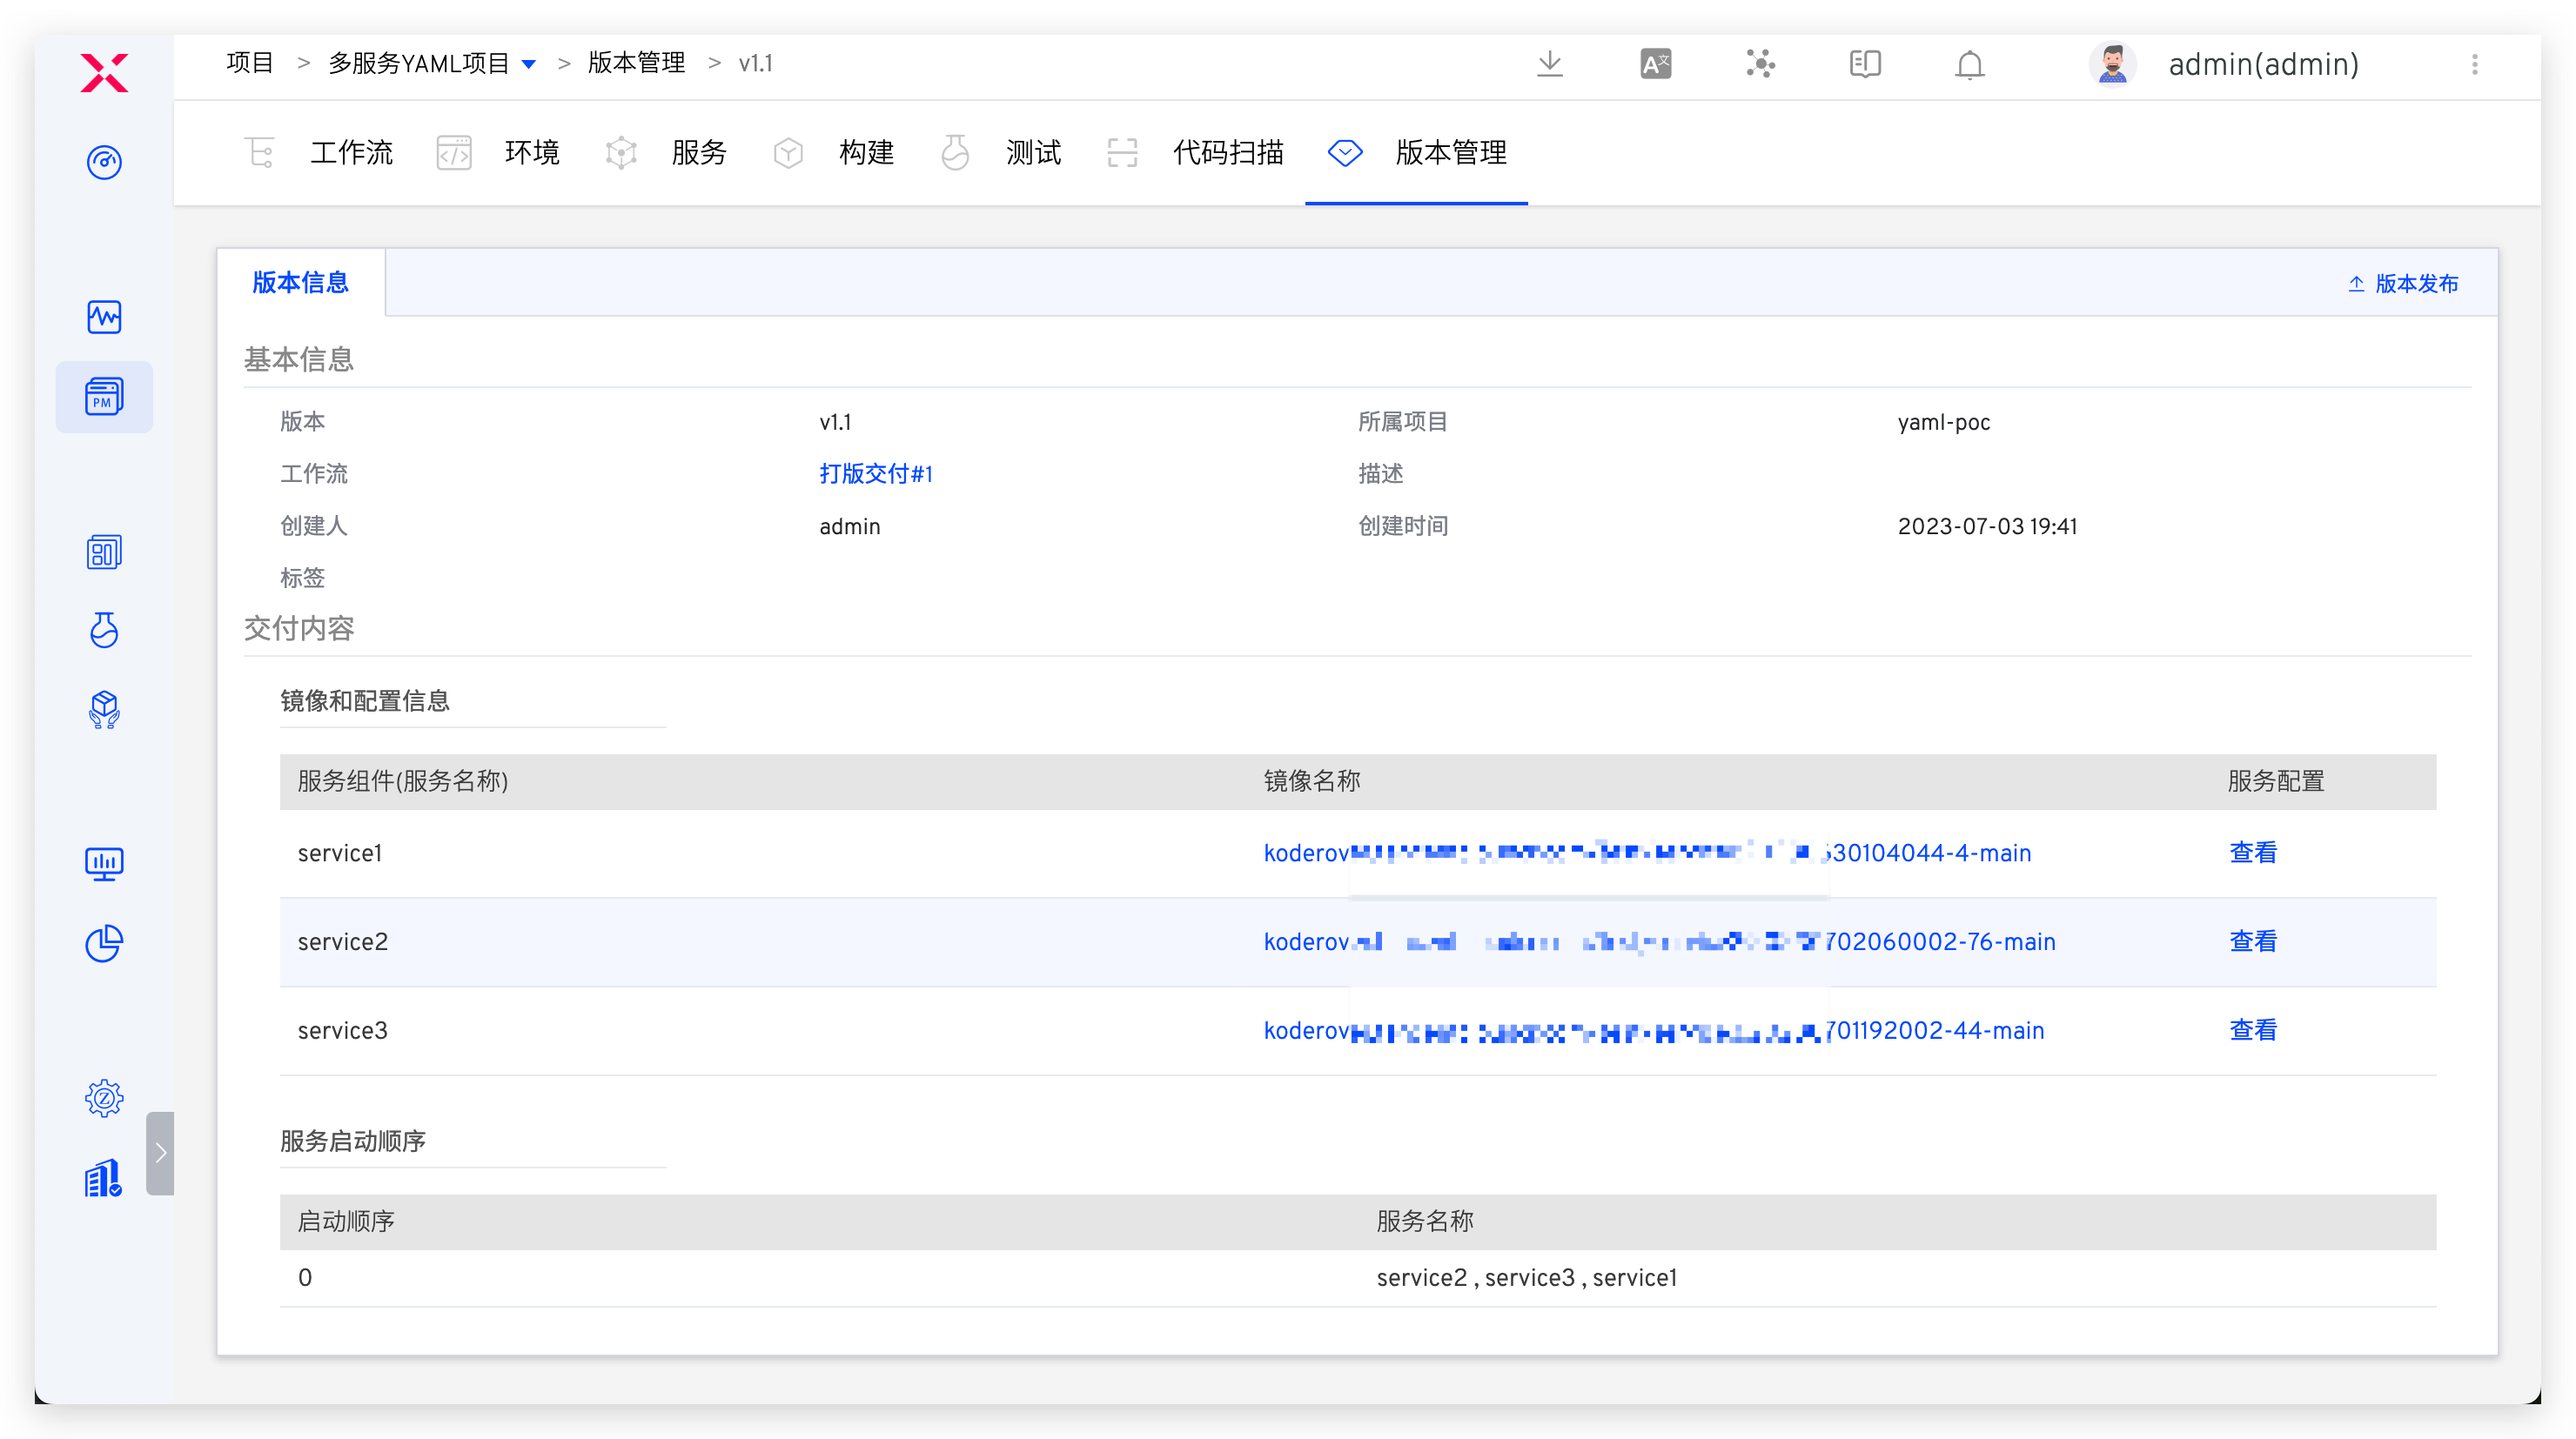 项目 > 多服务YAML项目 > 版本管理 > v1.1
admin(admin)
工作流 环境 服务 构建 测试 代码扫描 版本管理
版本信息
版本发布
基本信息
版本 v1.1 所属项目 yaml-poc
工作流 打版交付#1 描述
创建人 admin 创建时间 2023-07-03 19:41
标签
交付内容
镜像和配置信息
服务组件(服务名称) 镜像名称 服务配置
service1 koderov 30104044-4-main 查看
service2 koderov 702060002-76-main 查看
service3 koderov 701192002-44-main 查看
服务启动顺序
启动顺序 服务名称
0 service2 , service3 , service1
PM